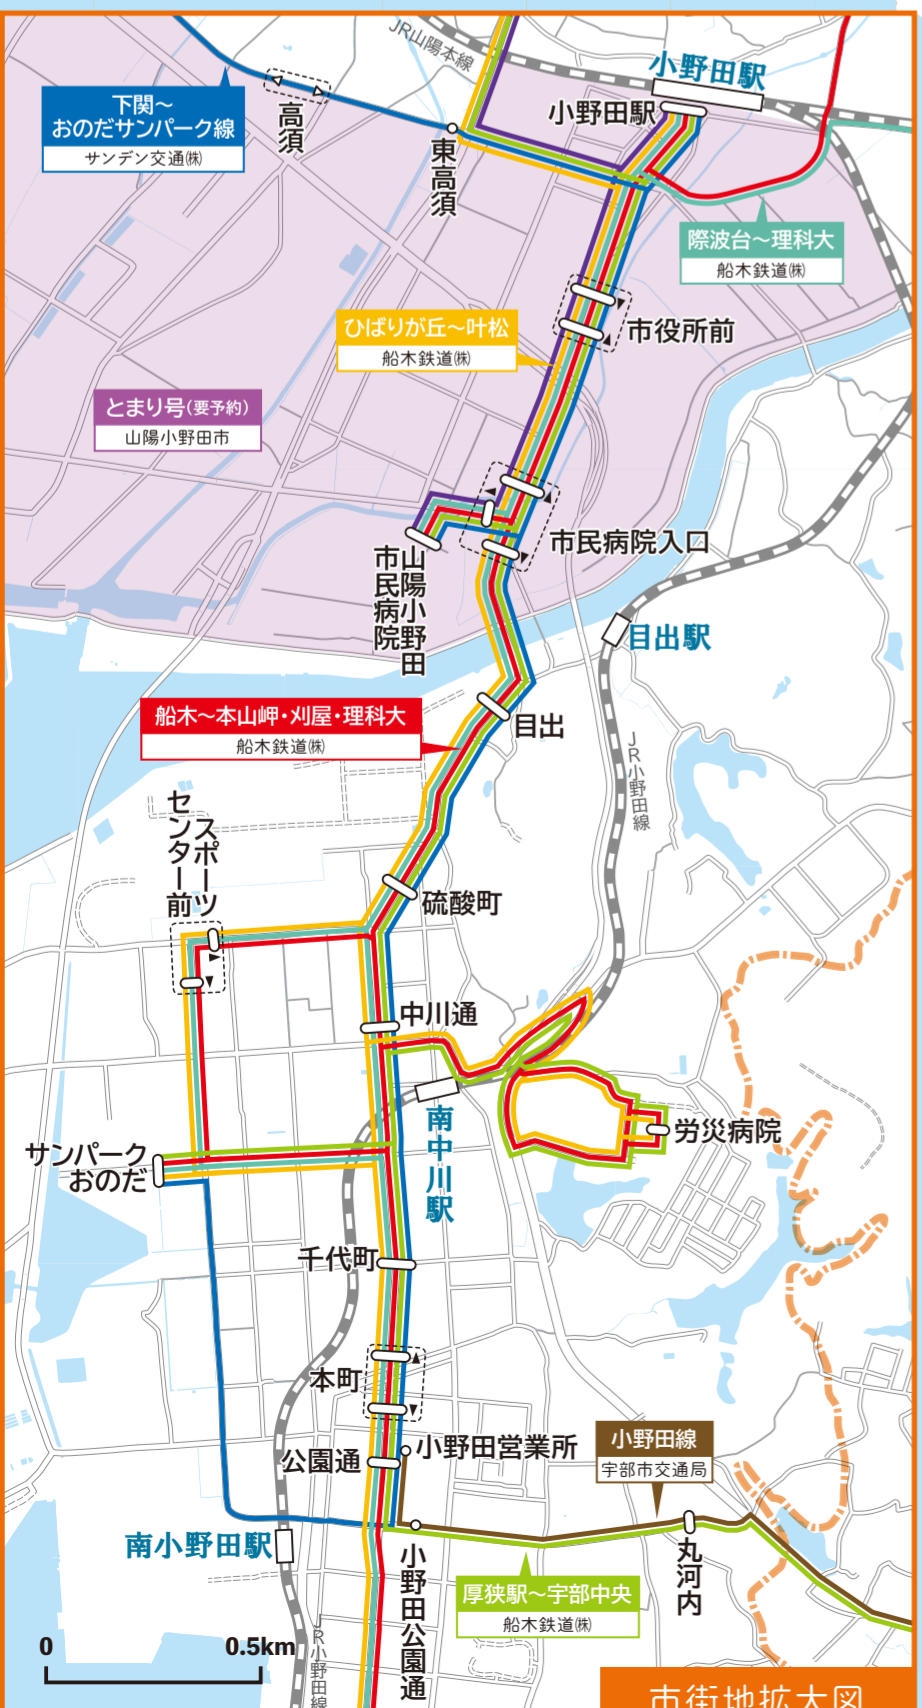 JR山陽本線
小野田駅
小野田駅
下関～
おのだサンパーク線
サンデン交通㈱
高須
東高須
際波台～理科大
船木鉄道㈱
ひばりが丘～叶松
船木鉄道㈱
市役所前
とまり号(要予約)
山陽小野田市
市民病院入口
山陽小野田
市民病院
目出駅
船木～本山岬・刈屋・理科大
船木鉄道㈱
目出
JR小野田線
スポーツ
センター前
硫酸町
中川通
南中川駅
労災病院
サンパーク
おのだ
千代町
本町
公園通
小野田営業所
小野田線
宇部市交通局
南小野田駅
小野田公園通
丸河内
厚狭駅～宇部中央
船木鉄道㈱
0
0.5km
JR小野田線
市街地拡大図